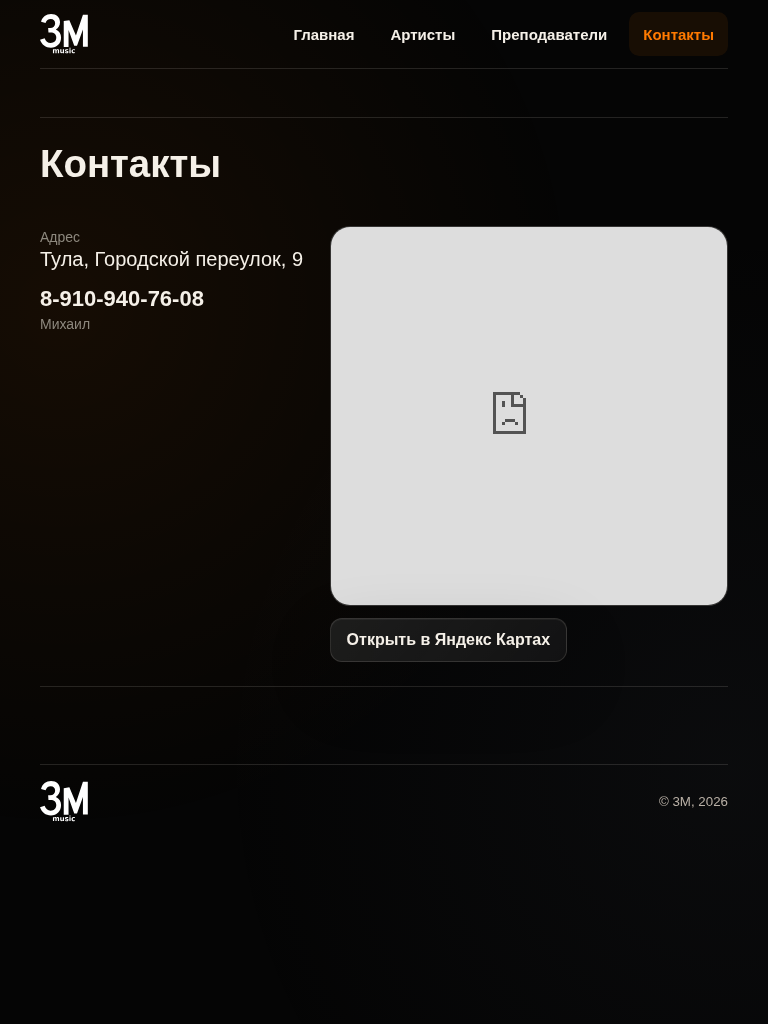 3M
music
Главная
Артисты
Преподаватели
Контакты
Контакты
Адрес
Тула, Городской переулок, 9
8-910-940-76-08
Михаил
Открыть в Яндекс Картах
3M
music
© 3M, 2026